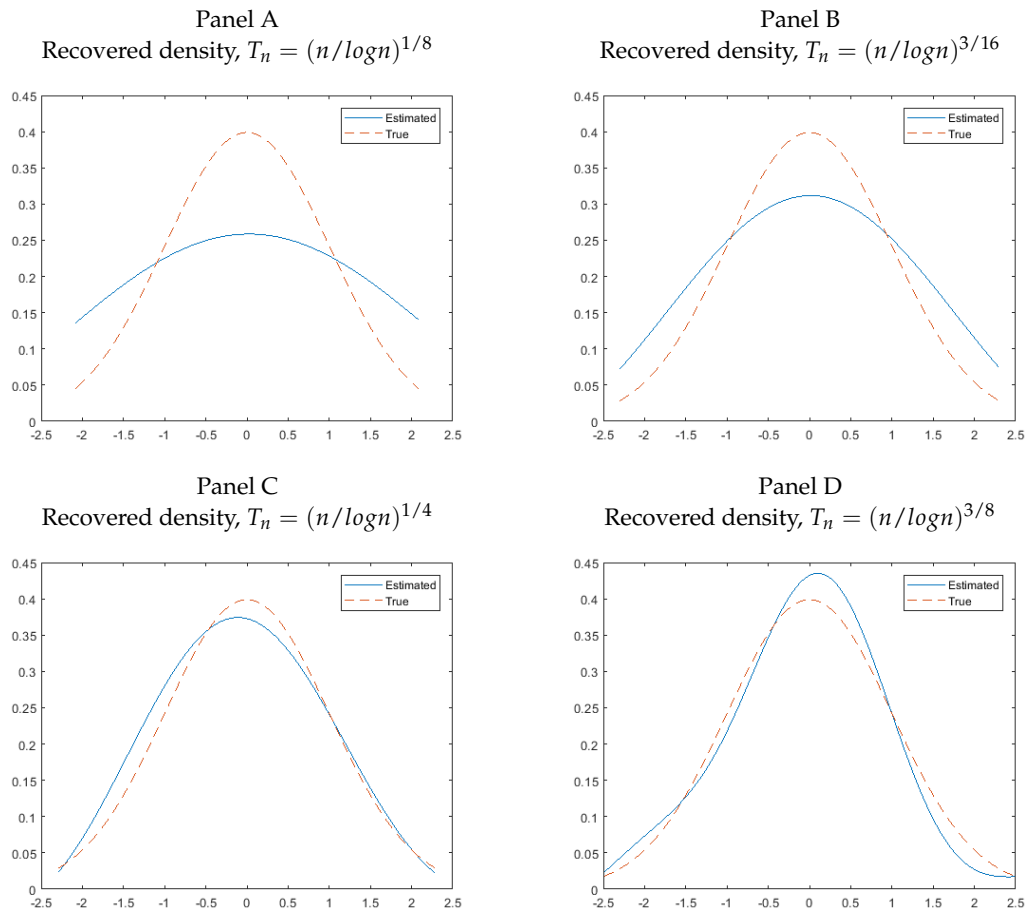 Panel A
Recovered density, T_n = (n/logn)^{1/8}
0.45
0.4
0.35
0.3
0.25
0.2
0.15
0.1
0.05
0
-2.5 -2 -1.5 -1 -0.5 0 0.5 1 1.5 2 2.5
Estimated
True
Panel B
Recovered density, T_n = (n/logn)^{3/16}
0.45
0.4
0.35
0.3
0.25
0.2
0.15
0.1
0.05
0
-2.5 -2 -1.5 -1 -0.5 0 0.5 1 1.5 2 2.5
Estimated
True
Panel C
Recovered density, T_n = (n/logn)^{1/4}
0.45
0.4
0.35
0.3
0.25
0.2
0.15
0.1
0.05
0
-2.5 -2 -1.5 -1 -0.5 0 0.5 1 1.5 2 2.5
Estimated
True
Panel D
Recovered density, T_n = (n/logn)^{3/8}
0.45
0.4
0.35
0.3
0.25
0.2
0.15
0.1
0.05
0
-2.5 -2 -1.5 -1 -0.5 0 0.5 1 1.5 2 2.5
Estimated
True